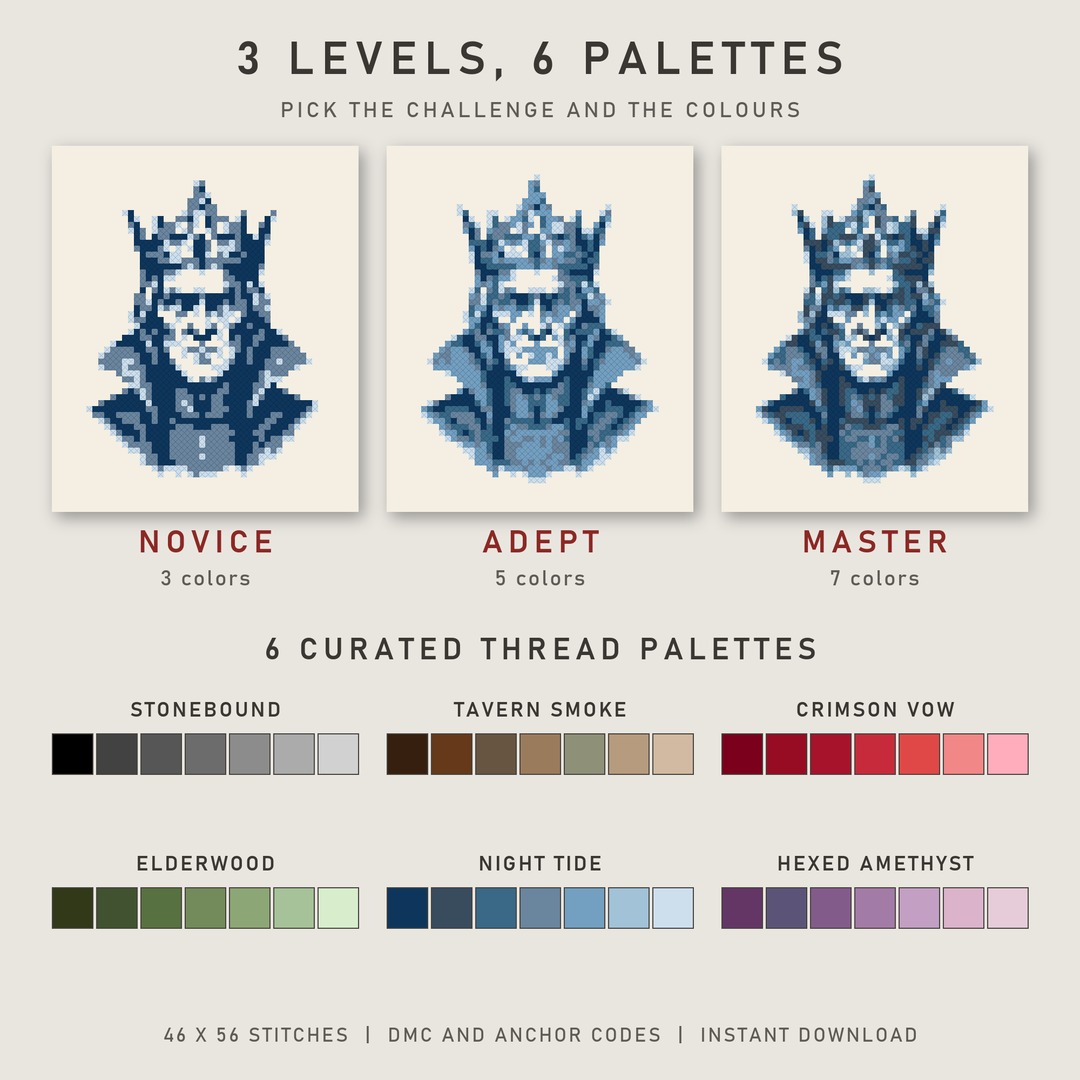 3 LEVELS, 6 PALETTES
PICK THE CHALLENGE AND THE COLOURS
NOVICE
3 colors
ADEPT
5 colors
MASTER
7 colors
6 CURATED THREAD PALETTES
STONEBOUND
TAVERN SMOKE
CRIMSON VOW
ELDERWOOD
NIGHT TIDE
HEXED AMETHYST
46 X 56 STITCHES | DMC AND ANCHOR CODES | INSTANT DOWNLOAD